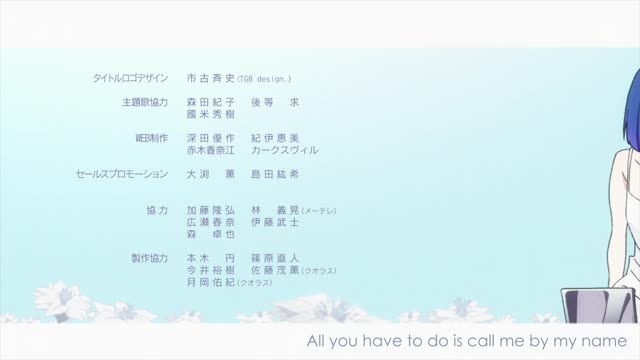 タイトルロゴデザイン 市古斉史(TGB design.)
主題歌協力 森田紀子 後等 求
國米秀樹
WEB制作 深田優作 紀伊恵美
赤木香奈江 カークスヴィル
セールスプロモーション 大渕 薫 島田紘希
協力 加藤隆弘 林 義晃(メ〜テレ)
広瀬春奈 伊藤武士
森 卓也
製作協力 本木 円 篠原直人
今井裕樹 佐藤茂薫(クオラス)
月岡佑紀(クオラス)
All you have to do is call me by my name